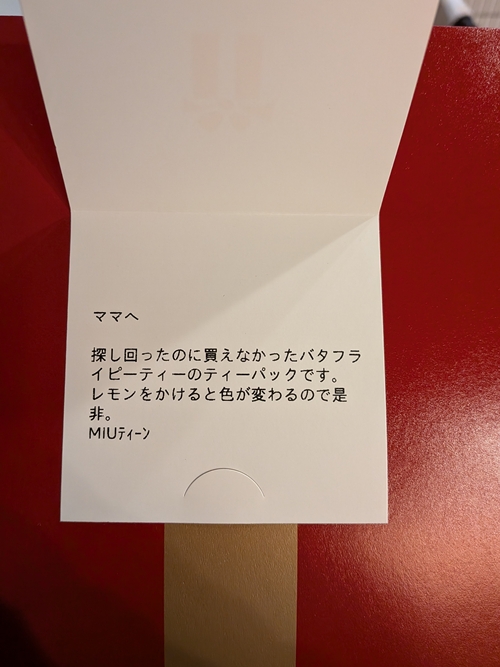 ママへ
探し回ったのに買えなかったバタフラ
イピーティーのティーパックです。
レモンをかけると色が変わるので是
非。
MIUティーン